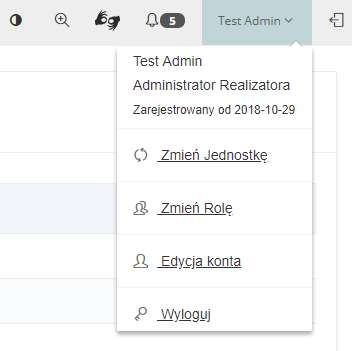 5
Test Admin
Test Admin
Administrator Realizatora
Zarejestrowany od 2018-10-29
Zmień Jednostkę
Zmień Rolę
Edycja konta
Wyloguj